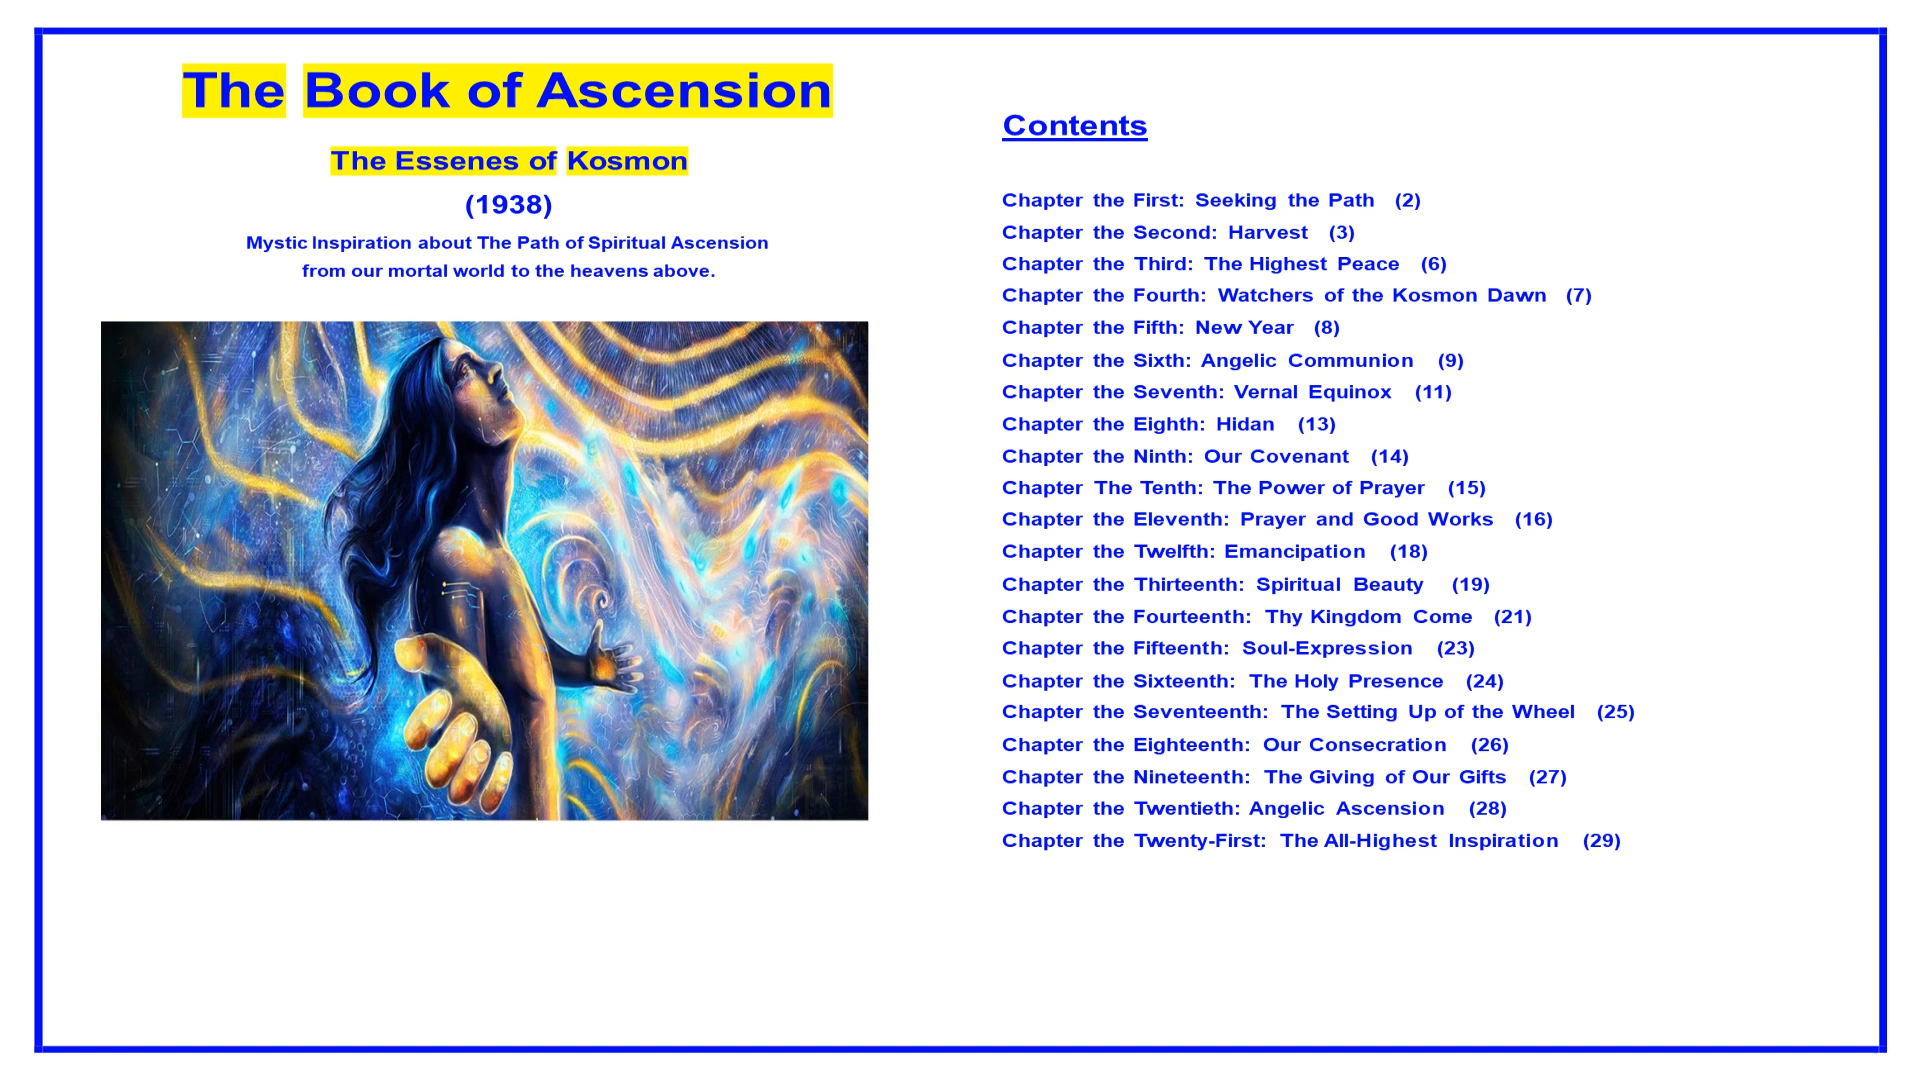 The Book of Ascension
The Essenes of Kosmon
(1938)
Mystic Inspiration about The Path of Spiritual Ascension
from our mortal world to the heavens above.
Contents
Chapter the First: Seeking the Path (2)
Chapter the Second: Harvest (3)
Chapter the Third: The Highest Peace (6)
Chapter the Fourth: Watchers of the Kosmon Dawn (7)
Chapter the Fifth: New Year (8)
Chapter the Sixth: Angelic Communion (9)
Chapter the Seventh: Vernal Equinox (11)
Chapter the Eighth: Hidan (13)
Chapter the Ninth: Our Covenant (14)
Chapter The Tenth: The Power of Prayer (15)
Chapter the Eleventh: Prayer and Good Works (16)
Chapter the Twelfth: Emancipation (18)
Chapter the Thirteenth: Spiritual Beauty (19)
Chapter the Fourteenth: Thy Kingdom Come (21)
Chapter the Fifteenth: Soul-Expression (23)
Chapter the Sixteenth: The Holy Presence (24)
Chapter the Seventeenth: The Setting Up of the Wheel (25)
Chapter the Eighteenth: Our Consecration (26)
Chapter the Nineteenth: The Giving of Our Gifts (27)
Chapter the Twentieth: Angelic Ascension (28)
Chapter the Twenty-First: The All-Highest Inspiration (29)